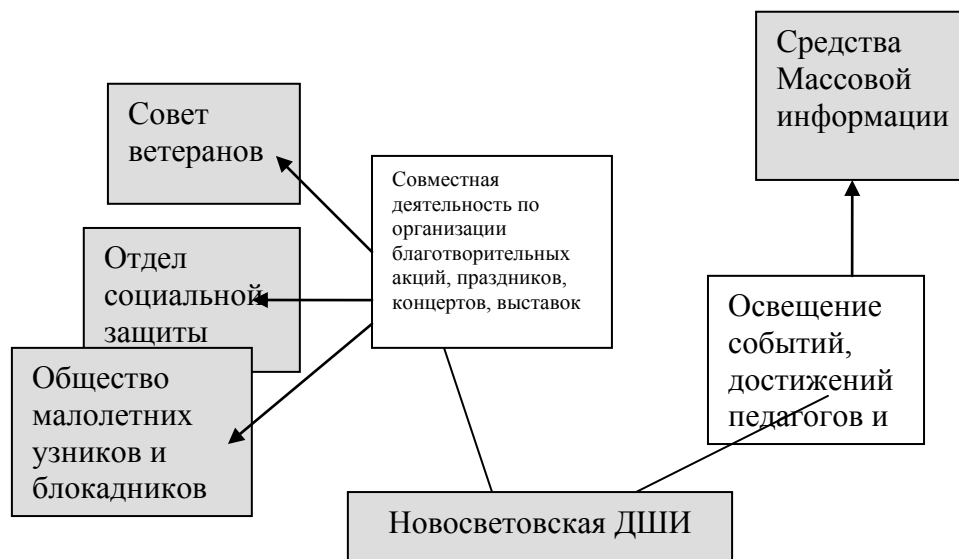 Средства
Массовой
информации
Совет
ветеранов
Совместная
деятельность по
организации
благотворительных
акций, праздников,
концертов, выставок
Отдел
социальной
защиты
Освещение
событий,
достижений
педагогов и
Общество
малолетних
узников и
блокадников
Новосветовская ДШИ